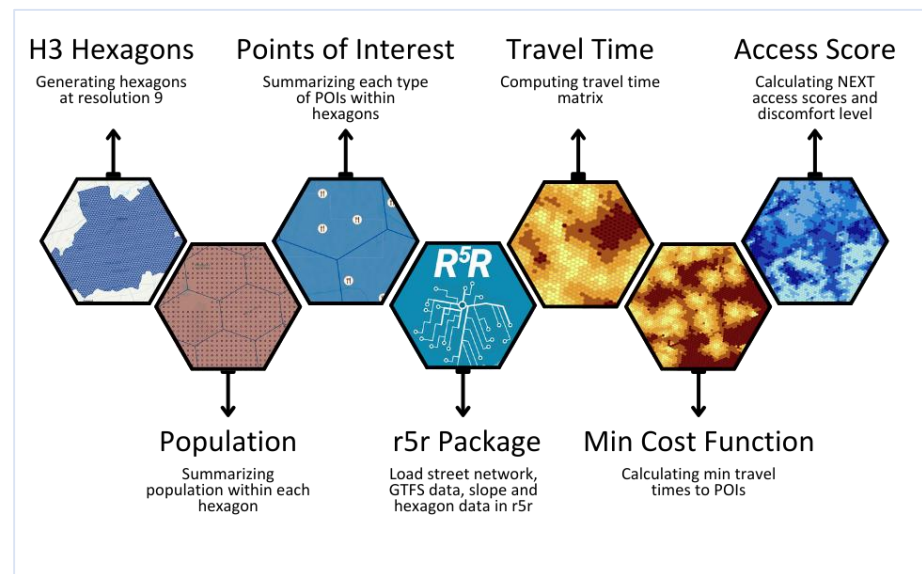 H3 Hexagons
Generating hexagons
at resolution 9
Points of Interest
Summarizing each type
of POIs within
hexagons
Travel Time
Computing travel time
matrix
Access Score
Calculating NEXT
access scores and
discomfort level
R5R
Population
Summarizing
population within each
hexagon
r5r Package
Load street network,
GTFS data, slope and
hexagon data in r5r
Min Cost Function
Calculating min travel
times to POIs